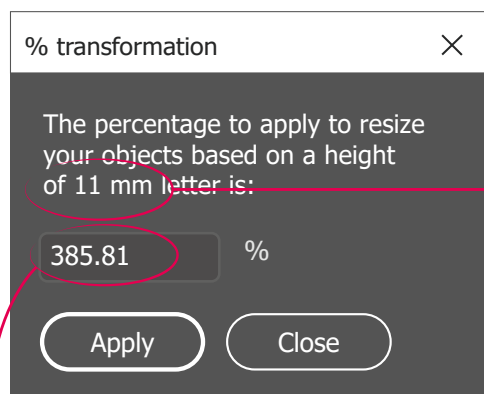 % transformation
The percentage to apply to resize
your objects based on a height
of 11 mm letter is:
385.81 %
Apply Close